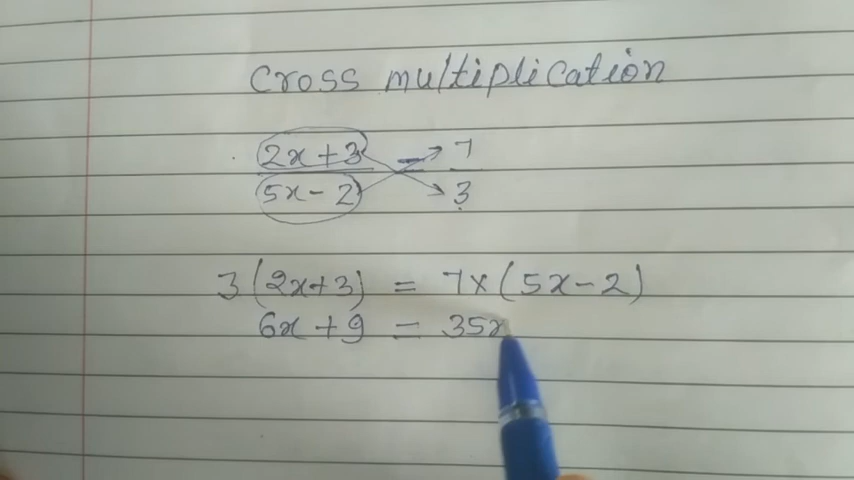 Cross multiplication
2x + 3 / 5x - 2 = 7 / 3
3 (2x+3) = 7x (5x-2)
6x + 9 = 35x